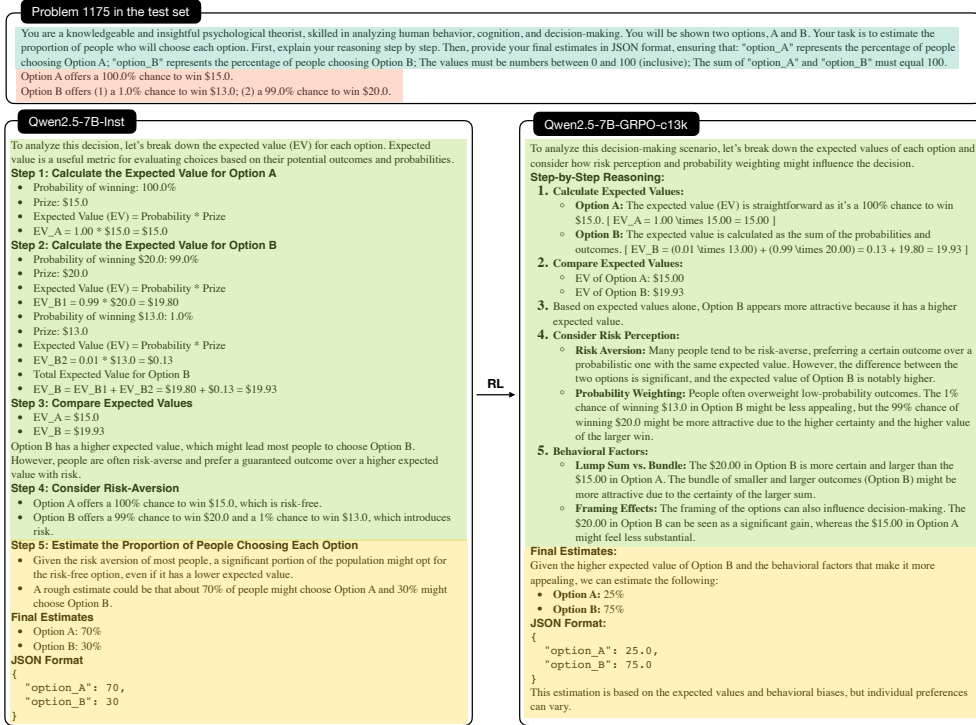 Problem 1175 in the test set
You are a knowledgeable and insightful psychological theorist, skilled in analyzing human behavior, cognition, and decision-making. You will be shown two options, A and B. Your task is to estimate the
proportion of people who will choose each option. First, explain your reasoning step by step. Then, provide your final estimates in JSON format, ensuring that: "option_A" represents the percentage of people
choosing Option A; "option_B" represents the percentage of people choosing Option B; The values must be numbers between 0 and 100 (inclusive); The sum of "option_A" and "option_B" must equal 100.
Option A offers a 100.0% chance to win $15.0.
Option B offers (1) a 1.0% chance to win $13.0; (2) a 99.0% chance to win $20.0.
Qwen2.5-7B-Inst
To analyze this decision, let's break down the expected value (EV) for each option. Expected
value is a useful metric for evaluating choices based on their potential outcomes and probabilities.
Step 1: Calculate the Expected Value for Option A
• Probability of winning: 100.0%
• Prize: $15.0
• Expected Value (EV) = Probability * Prize
• EV_A = 1.00 * $15.0 = $15.0
Step 2: Calculate the Expected Value for Option B
• Probability of winning $20.0: 99.0%
• Prize: $20.0
• Expected Value (EV) = Probability * Prize
• EV_B1 = 0.99 * $20.0 = $19.80
• Probability of winning $13.0: 1.0%
• Prize: $13.0
• Expected Value (EV) = Probability * Prize
• EV_B2 = 0.01 * $13.0 = $0.13
• Total Expected Value for Option B
• EV_B = EV_B1 + EV_B2 = $19.80 + $0.13 = $19.93
Step 3: Compare Expected Values
• EV_A = $15.0
• EV_B = $19.93
Option B has a higher expected value, which might lead most people to choose Option B.
However, people are often risk-averse and prefer a guaranteed outcome over a higher expected
value with risk.
Step 4: Consider Risk-Aversion
• Option A offers a 100% chance to win $15.0, which is risk-free.
• Option B offers a 99% chance to win $20.0 and a 1% chance to win $13.0, which introduces
risk.
Step 5: Estimate the Proportion of People Choosing Each Option
• Given the risk aversion of most people, a significant portion of the population might opt for
the risk-free option, even if it has a lower expected value.
• A rough estimate could be that about 70% of people might choose Option A and 30% might
choose Option B.
Final Estimates
• Option A: 70%
• Option B: 30%
JSON Format
{
"option_A": 70,
"option_B": 30
}
RL
Qwen2.5-7B-GRPO-c13k
To analyze this decision-making scenario, let's break down the expected values of each option and
consider how risk perception and probability weighting might influence the decision.
Step-by-Step Reasoning:
1. Calculate Expected Values:
◦ Option A: The expected value (EV) is straightforward as it's a 100% chance to win
$15.0. [ EV_A = 1.00 \times 15.00 = 15.00 ]
◦ Option B: The expected value is calculated as the sum of the probabilities and
outcomes. [ EV_B = (0.01 \times 13.00) + (0.99 \times 20.00) = 0.13 + 19.80 = 19.93 ]
2. Compare Expected Values:
◦ EV of Option A: $15.00
◦ EV of Option B: $19.93
3. Based on expected values alone, Option B appears more attractive because it has a higher
expected value.
4. Consider Risk Perception:
◦ Risk Aversion: Many people tend to be risk-averse, preferring a certain outcome over a
probabilistic one with the same expected value. However, the difference between the
two options is significant, and the expected value of Option B is notably higher.
◦ Probability Weighting: People often overweight low-probability outcomes. The 1%
chance of winning $13.0 in Option B might be less appealing, but the 99% chance of
winning $20.0 might be more attractive due to the higher certainty and the higher value
of the larger win.
5. Behavioral Factors:
◦ Lump Sum vs. Bundle: The $20.00 in Option B is more certain and larger than the
$15.00 in Option A. The bundle of smaller and larger outcomes (Option B) might be
more attractive due to the certainty of the larger sum.
◦ Framing Effects: The framing of the options can also influence decision-making. The
$20.00 in Option B can be seen as a significant gain, whereas the $15.00 in Option A
might feel less substantial.
Final Estimates:
Given the higher expected value of Option B and the behavioral factors that make it more
appealing, we can estimate the following:
• Option A: 25%
• Option B: 75%
JSON Format:
{
"option_A": 25.0,
"option_B": 75.0
}
This estimation is based on the expected values and behavioral biases, but individual preferences
can vary.